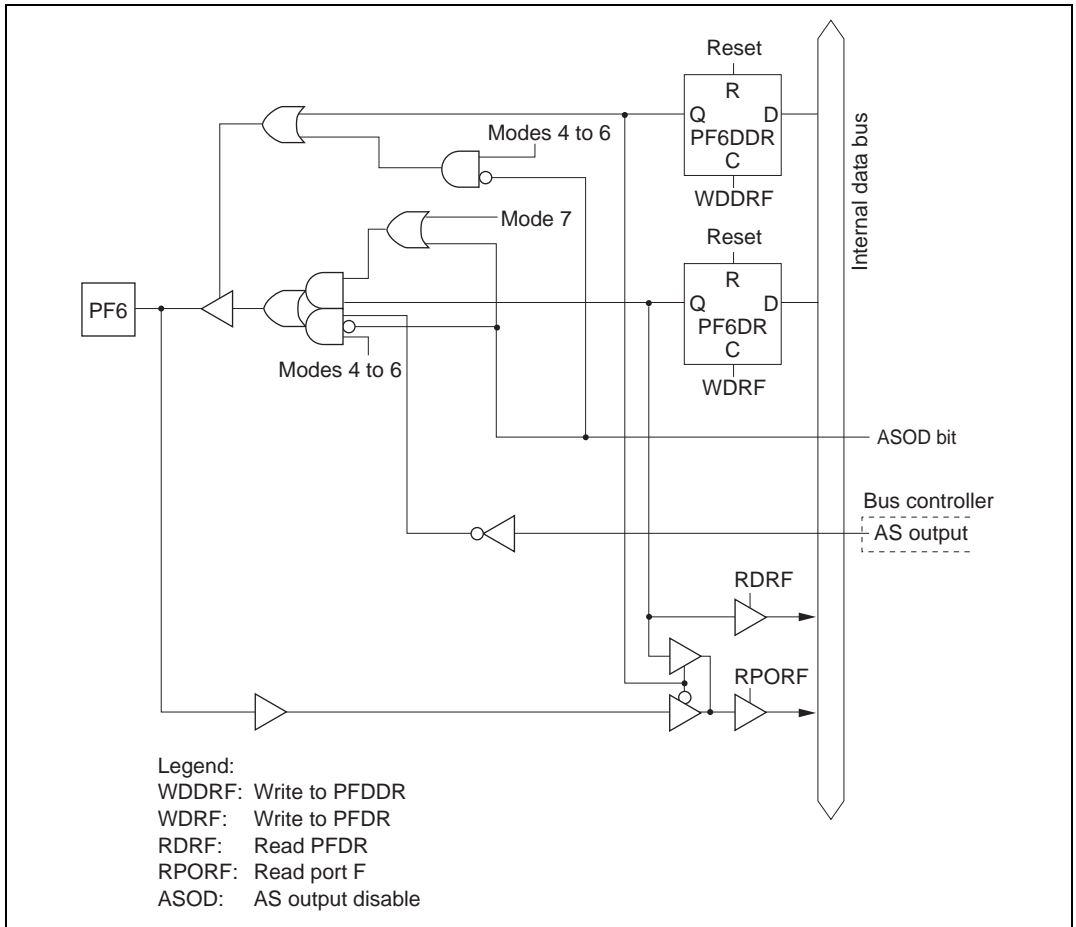 Reset
R
Q D
PF6DDR
C
WDDRF
Modes 4 to 6
Internal data bus
Mode 7
Reset
R
Q D
PF6DR
C
WDRF
PF6
Modes 4 to 6
ASOD bit
Bus controller
AS output
RDRF
RPORF
Legend:
WDDRF: Write to PFDDR
WDRF: Write to PFDR
RDRF: Read PFDR
RPORF: Read port F
ASOD: AS output disable